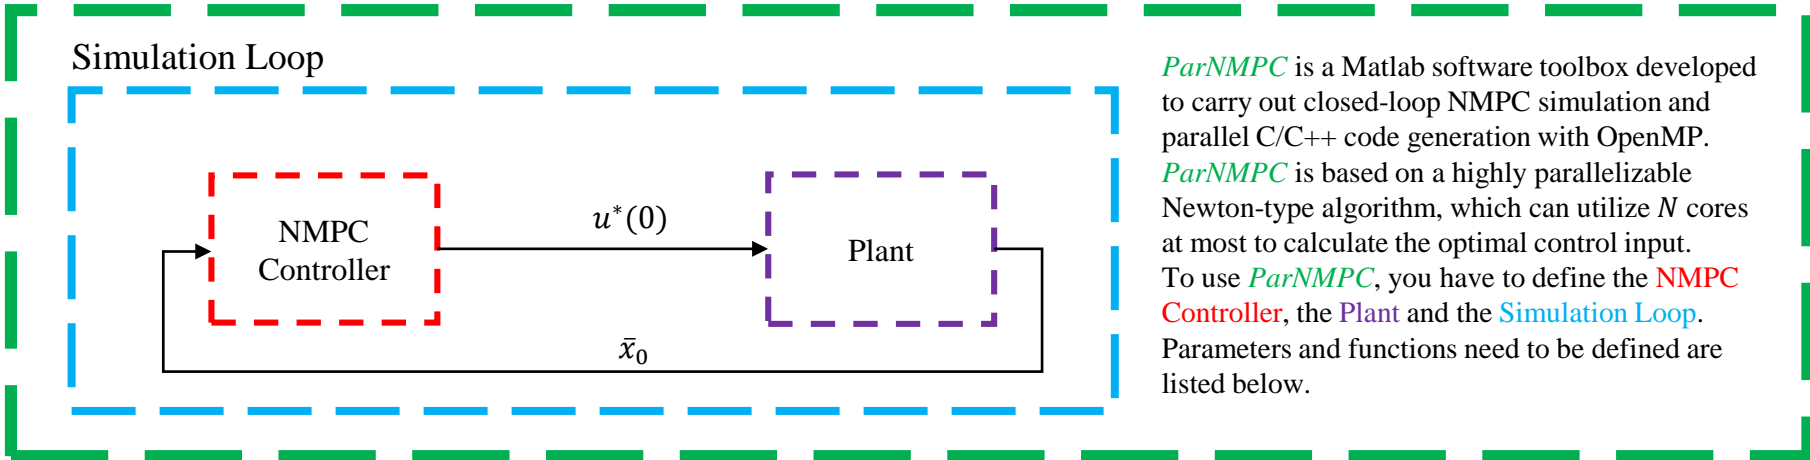 Simulation Loop
NMPC
Controller
u*(0)
Plant
x̄₀
ParNMPC is a Matlab software toolbox developed
to carry out closed-loop NMPC simulation and
parallel C/C++ code generation with OpenMP.
ParNMPC is based on a highly parallelizable
Newton-type algorithm, which can utilize N cores
at most to calculate the optimal control input.
To use ParNMPC, you have to define the NMPC
Controller, the Plant and the Simulation Loop.
Parameters and functions need to be defined are
listed below.